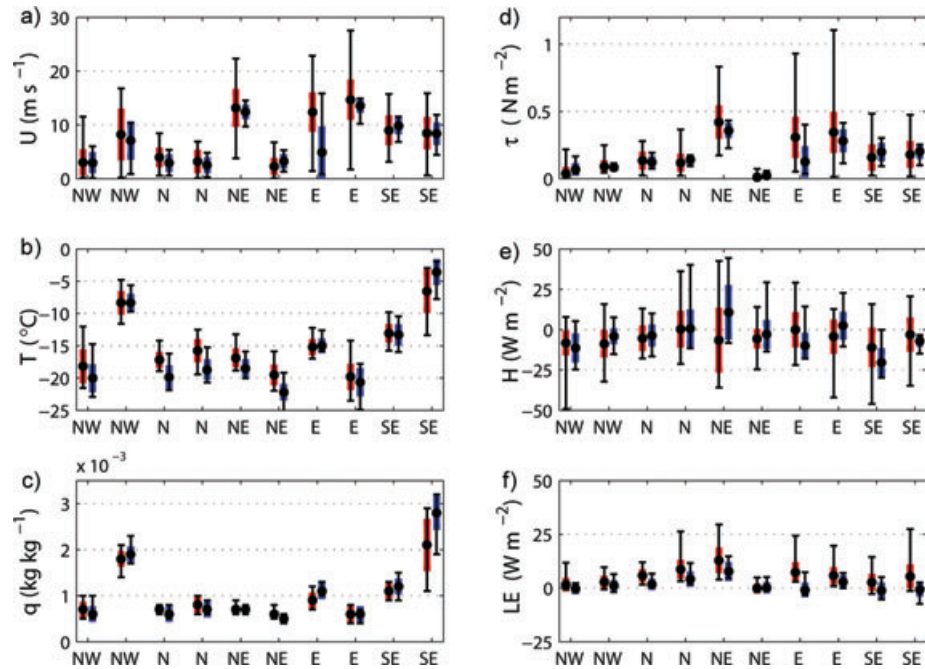 a)
U (m s⁻¹)
30
20
10
0
NW NW N N NE NE E E SE SE
b)
T (°C)
0
−5
−10
−15
−20
−25
NW NW N N NE NE E E SE SE
c)
x 10⁻³
q (kg kg⁻¹)
3
2
1
0
NW NW N N NE NE E E SE SE
d)
τ (N m⁻²)
1
0.5
0
NW NW N N NE NE E E SE SE
e)
H (W m⁻²)
50
25
0
−25
−50
NW NW N N NE NE E E SE SE
f)
LE (W m⁻²)
50
25
0
−25
NW NW N N NE NE E E SE SE